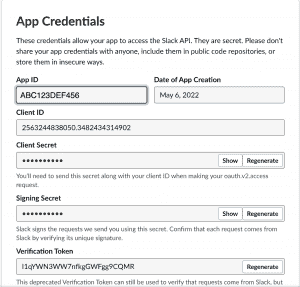 App Credentials
These credentials allow your app to access the Slack API. They are secret. Please don't
share your app credentials with anyone, include them in public code repositories, or
store them in insecure ways.
App ID
Date of App Creation
ABC123DEF456
May 6, 2022
Client ID
2563244838050.3482434314902
Client Secret
••••••••••
Show
Regenerate
You'll need to send this secret along with your client ID when making your oauth.v2.access
request.
Signing Secret
••••••••••
Show
Regenerate
Slack signs the requests we send you using this secret. Confirm that each request comes
from Slack by verifying its unique signature.
Verification Token
I1qYWN3WW7nfkgGWFgg9CQMR
Regenerate
This deprecated Verification Token can still be used to verify that requests come from Slack, but